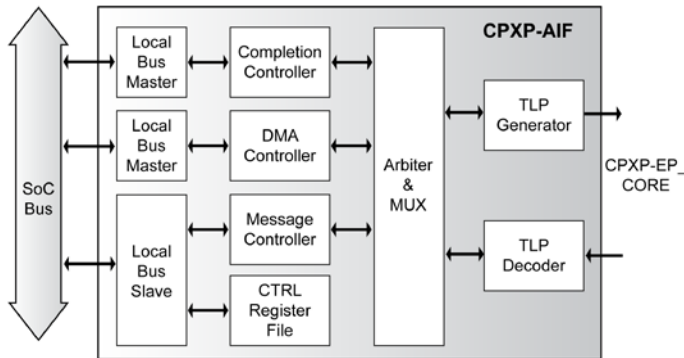 CPXP-AIF
SoC
Bus
Local
Bus
Master
Completion
Controller
Local
Bus
Master
DMA
Controller
Local
Bus
Slave
Message
Controller
CTRL
Register
File
Arbiter
&
MUX
TLP
Generator
TLP
Decoder
CPXP-EP_
CORE